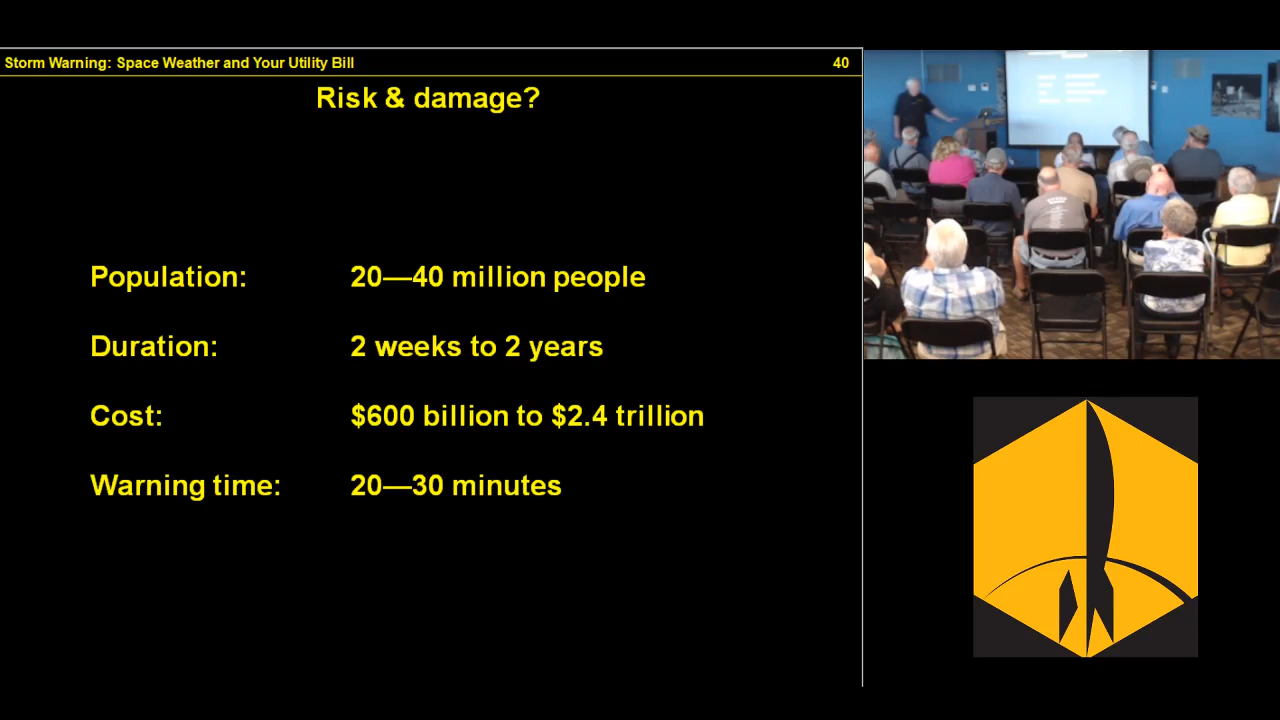 Storm Warning: Space Weather and Your Utility Bill 40
Risk & damage?
Population: 20—40 million people
Duration: 2 weeks to 2 years
Cost: $600 billion to $2.4 trillion
Warning time: 20—30 minutes